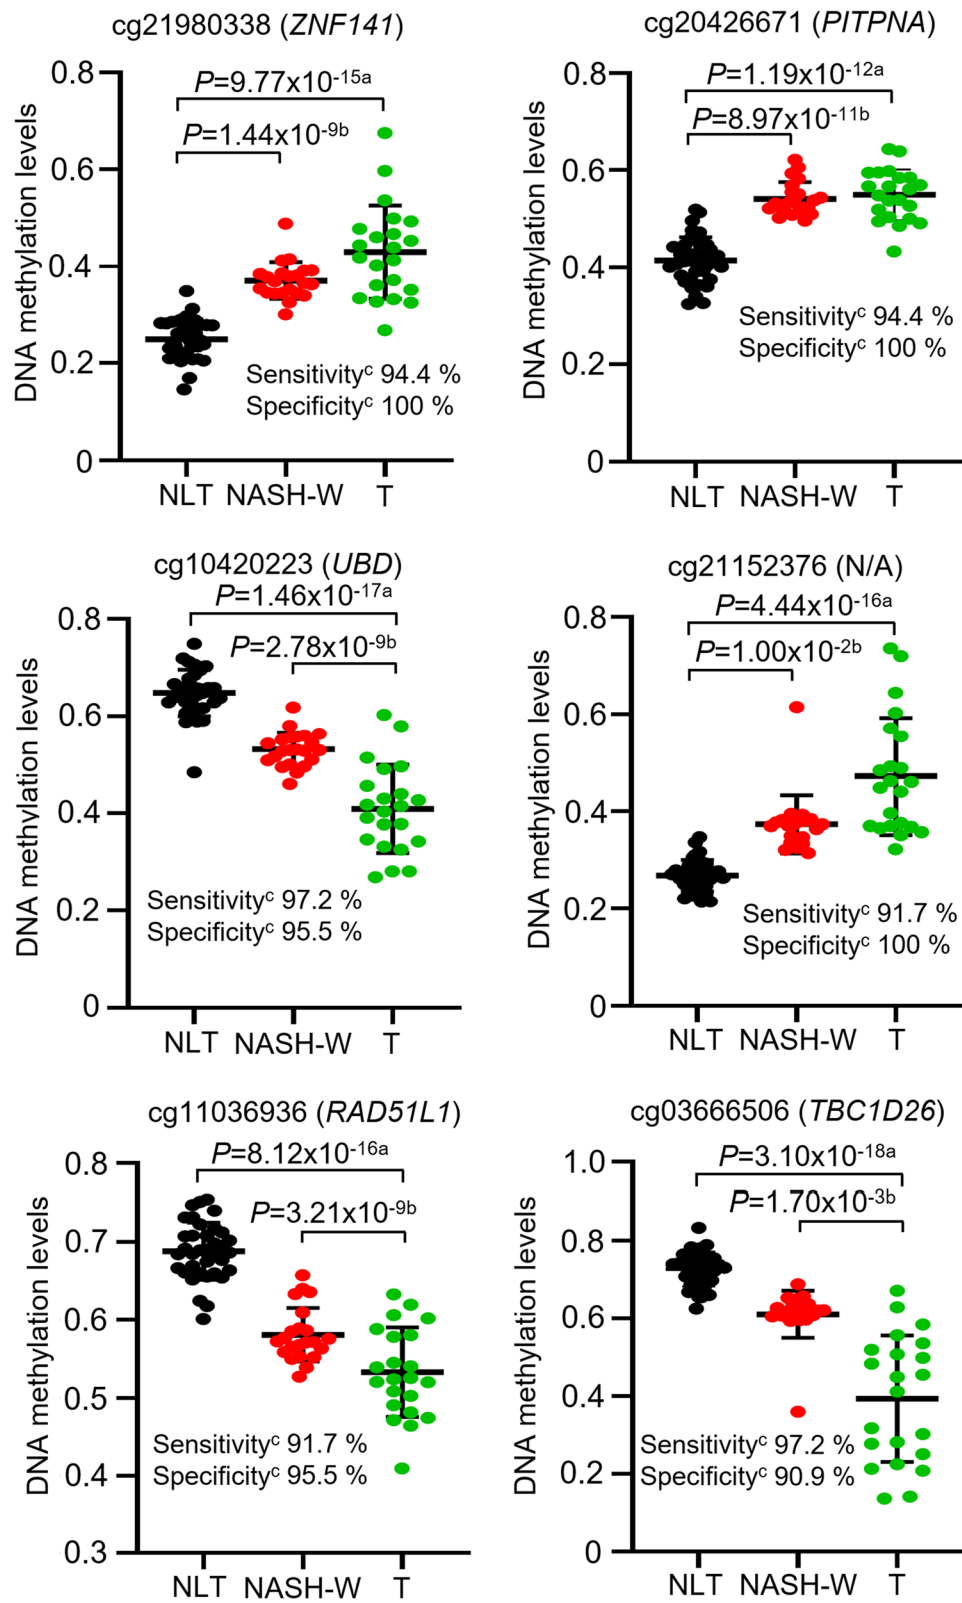 cg21980338 (ZNF141)
P=9.77x10-15a
P=1.44x10-9b
DNA methylation levels
0.8
0.6
0.4
0.2
0
Sensitivityc 94.4 %
Specificityc 100 %
NLT NASH-W T
cg20426671 (PITPNA)
P=1.19x10-12a
P=8.97x10-11b
DNA methylation levels
0.8
0.6
0.4
0.2
0
Sensitivityc 94.4 %
Specificityc 100 %
NLT NASH-W T
cg10420223 (UBD)
P=1.46x10-17a
P=2.78x10-9b
DNA methylation levels
0.8
0.6
0.4
0.2
0
Sensitivityc 97.2 %
Specificityc 95.5 %
NLT NASH-W T
cg21152376 (N/A)
P=4.44x10-16a
P=1.00x10-2b
DNA methylation levels
0.8
0.6
0.4
0.2
0
Sensitivityc 91.7 %
Specificityc 100 %
NLT NASH-W T
cg11036936 (RAD51L1)
P=8.12x10-16a
P=3.21x10-9b
DNA methylation levels
0.8
0.7
0.6
0.5
0.4
0.3
Sensitivityc 91.7 %
Specificityc 95.5 %
NLT NASH-W T
cg03666506 (TBC1D26)
P=3.10x10-18a
P=1.70x10-3b
DNA methylation levels
1.0
0.8
0.6
0.4
0.2
0
Sensitivityc 97.2 %
Specificityc 90.9 %
NLT NASH-W T